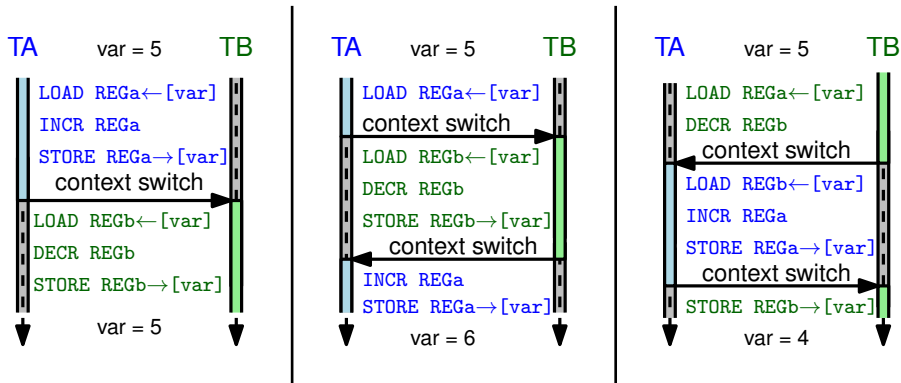 TA var = 5 TB
LOAD REGa←[var]
INCR REGa
STORE REGa→[var]
context switch
LOAD REGb←[var]
DECR REGb
STORE REGb→[var]
var = 5
TA var = 5 TB
LOAD REGa←[var]
context switch
LOAD REGb←[var]
DECR REGb
STORE REGb→[var]
context switch
INCR REGa
STORE REGa→[var]
var = 6
TA var = 5 TB
LOAD REGa←[var]
DECR REGb
context switch
LOAD REGb←[var]
INCR REGa
STORE REGa→[var]
context switch
STORE REGb→[var]
var = 4